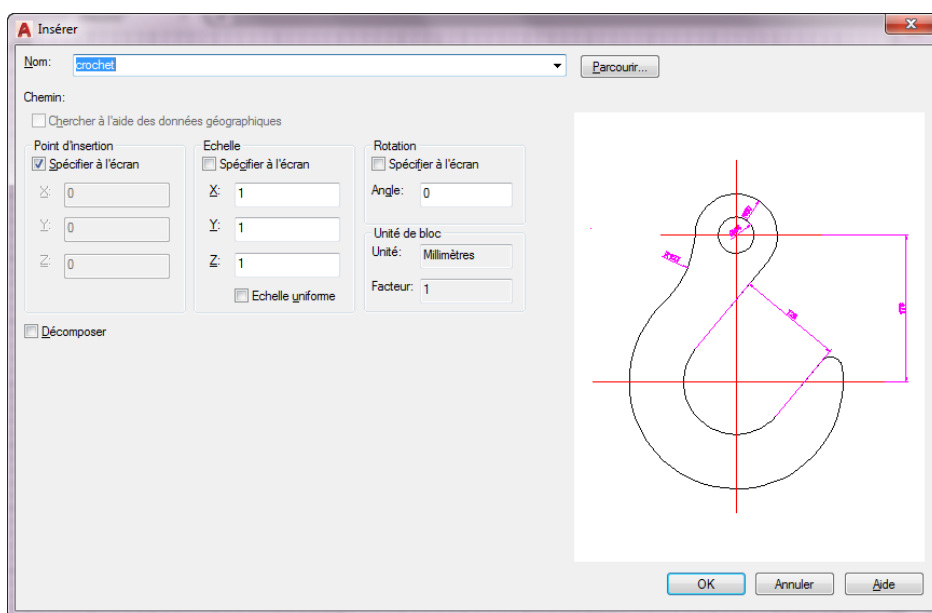 Insérer
Nom: crochet Parcourir...
Chemin:
Chercher à l'aide des données géographiques
Point d'insertion
Spécifier à l'écran
X: 0
Y: 0
Z: 0
Echelle
Spécifier à l'écran
X: 1
Y: 1
Z: 1
Echelle uniforme
Rotation
Spécifier à l'écran
Angle: 0
Unité de bloc
Unité: Millimètres
Facteur: 1
Décomposer
OK Annuler Aide